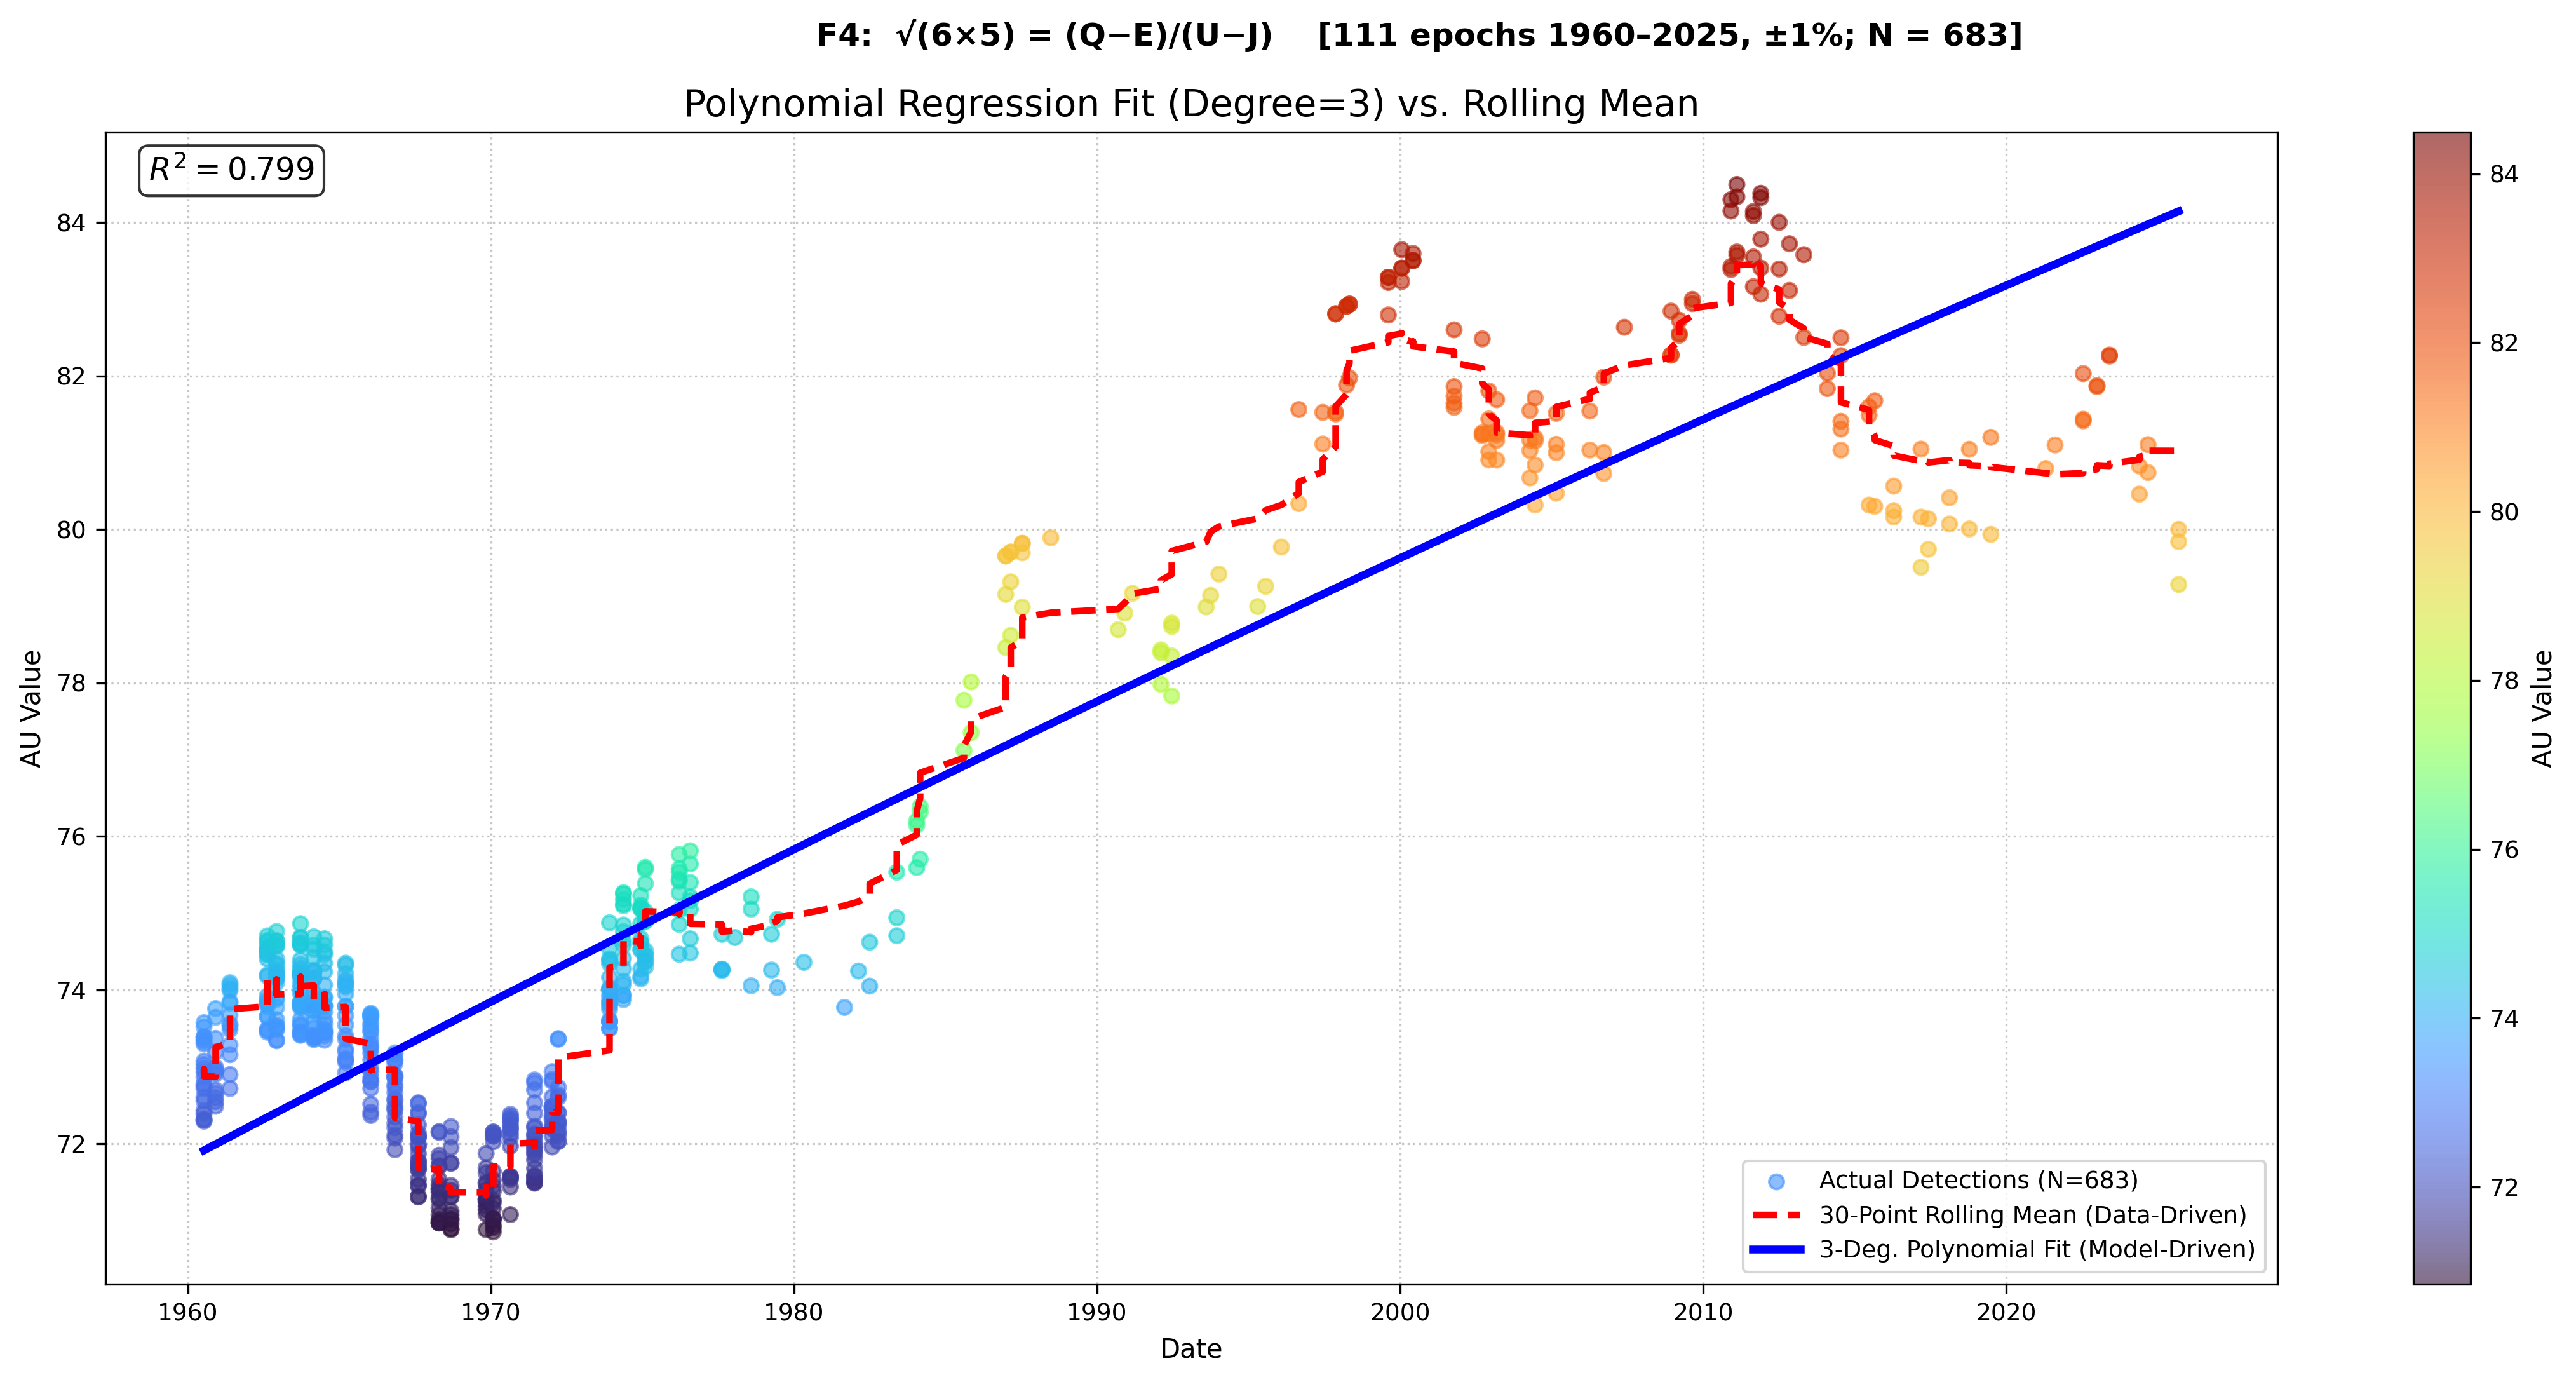 F4:  √(6×5) = (Q−E)/(U−J)    [111 epochs 1960–2025, ±1%; N = 683]
Polynomial Regression Fit (Degree=3) vs. Rolling Mean
R² = 0.799
84
82
80
78
76
74
72
AU Value
1960
1970
1980
1990
2000
2010
2020
Date
Actual Detections (N=683)
30-Point Rolling Mean (Data-Driven)
3-Deg. Polynomial Fit (Model-Driven)
84
82
80
78
76
74
72
AU Value